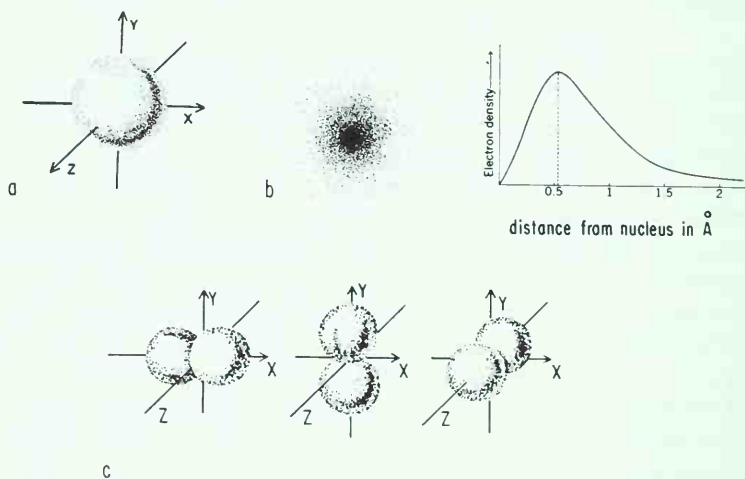 Y
X
Z
a
b
Electron density
0.5
1
1 5
2
distance from nucleus in Å
Y
X
Z
Y
X
Z
Y
X
Z
c